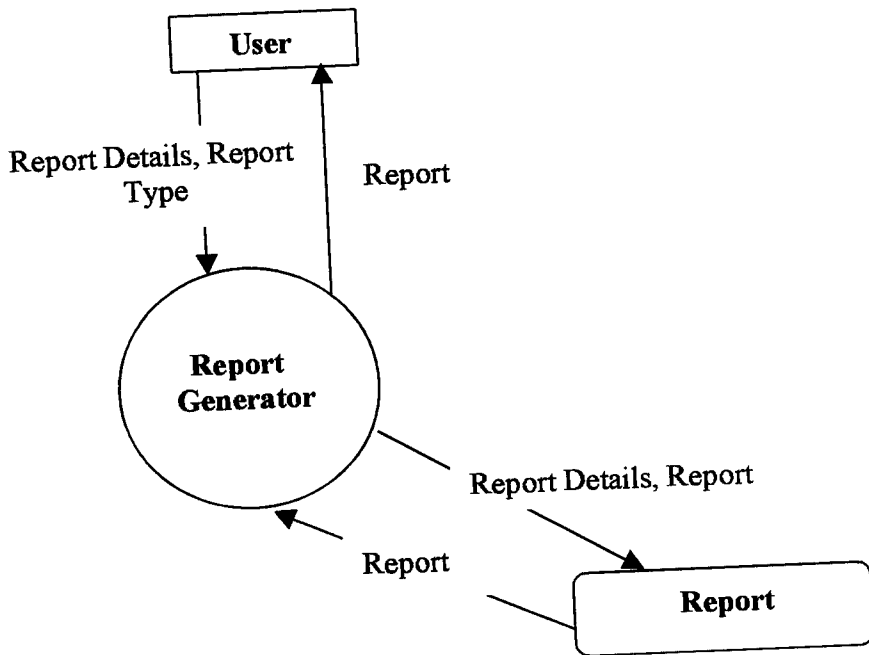 User
Report Details, Report
Type
Report
Report
Generator
Report Details, Report
Report
Report